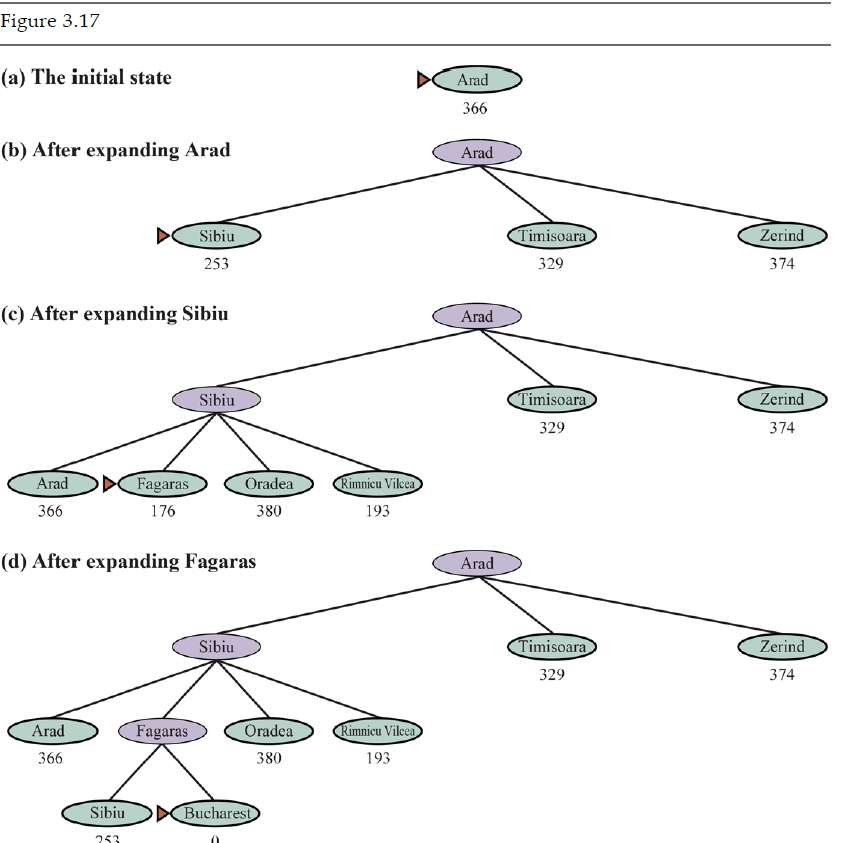 Figure 3.17
(a) The initial state
Arad
366
(b) After expanding Arad
Arad
Sibiu Timisoara Zerind
253 329 374
(c) After expanding Sibiu
Arad
Sibiu Timisoara Zerind
329 374
Arad Fagaras Oradea Rimnicu Vilcea
366 176 380 193
(d) After expanding Fagaras
Arad
Sibiu Timisoara Zerind
329 374
Arad Fagaras Oradea Rimnicu Vilcea
366 380 193
Sibiu Bucharest
253 0